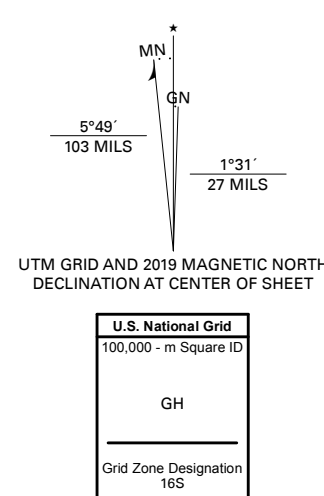 ★
MN
GN
5°49´
103 MILS
1°31´
27 MILS
UTM GRID AND 2019 MAGNETIC NORTH
DECLINATION AT CENTER OF SHEET
U.S. National Grid
100,000 - m Square ID
GH
Grid Zone Designation
16S